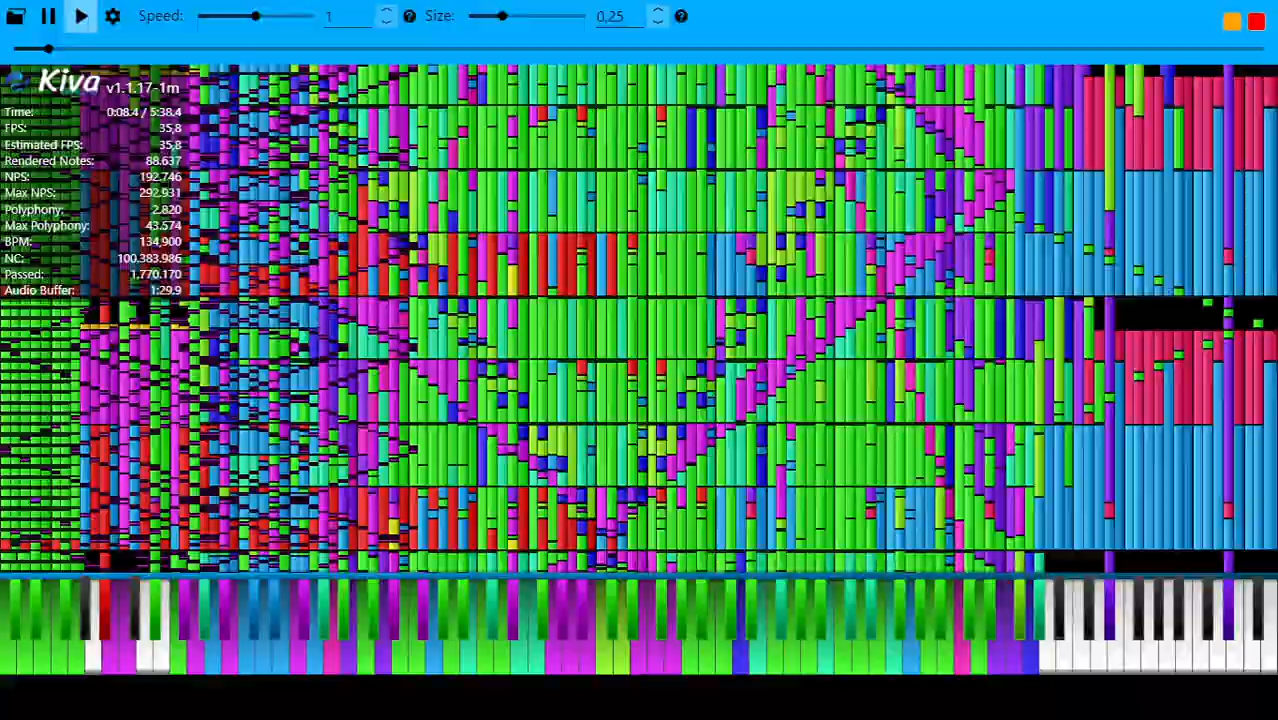 Speed: 1 Size: 0,25
Kiva v1.1.17-1m
Time: 0:08.4 / 5:38.4
FPS: 35,8
Estimated FPS: 35,8
Rendered Notes: 88.637
NPS: 192.746
Max NPS: 292.931
Polyphony: 2.820
Max Polyphony: 43.574
BPM: 134,900
NC: 100.383.986
Passed: 1.770.170
Audio Buffer: 1:29.9